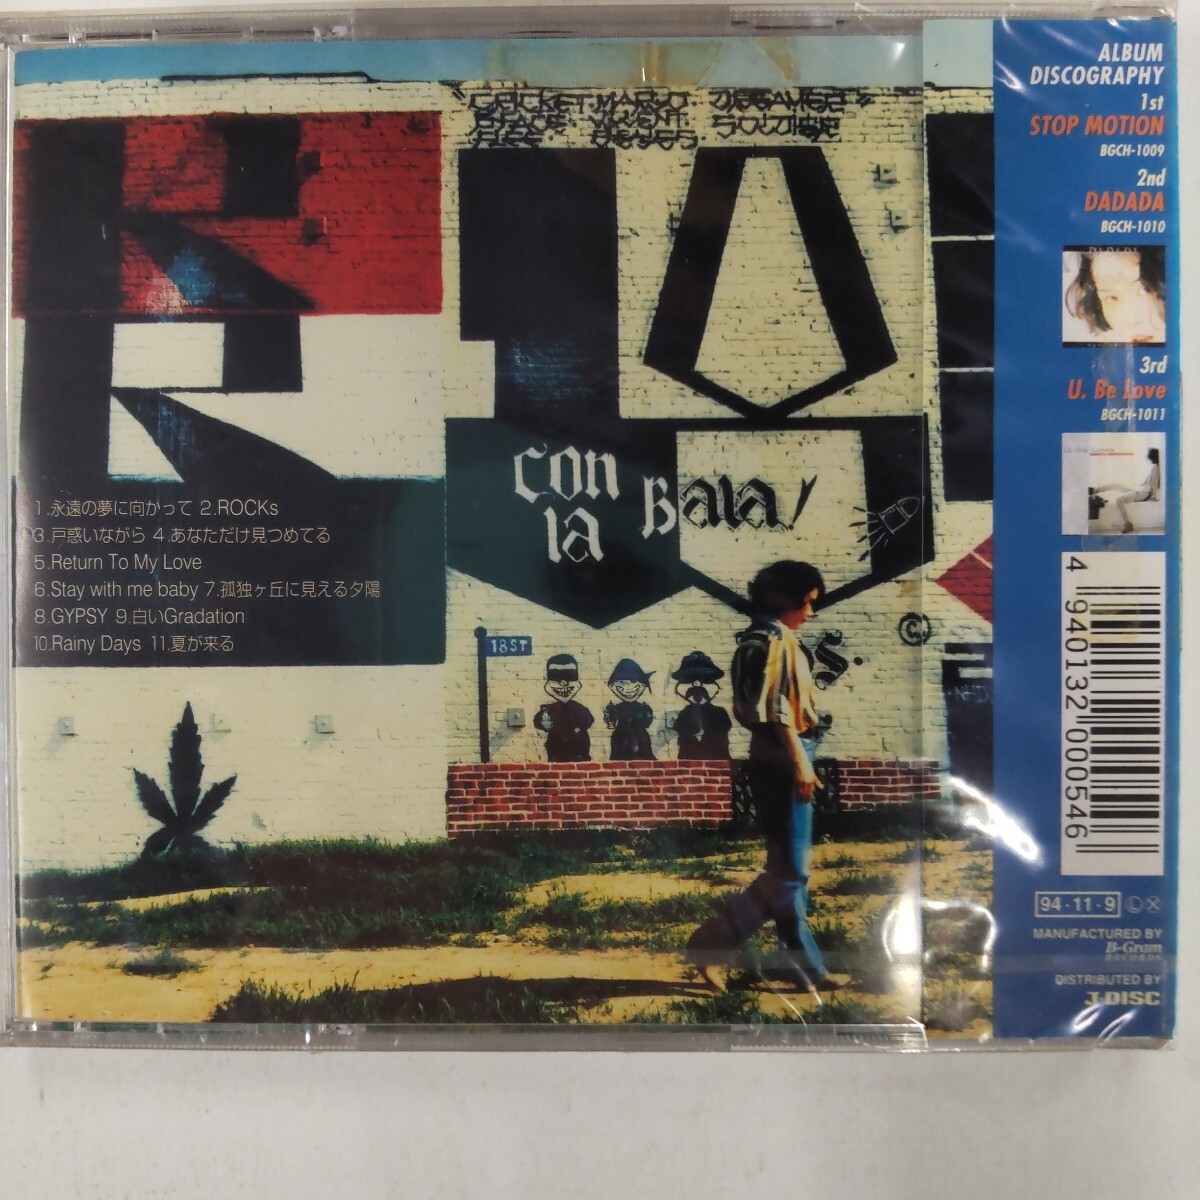 1.永遠の夢に向かって 2.ROCKs
3.戸惑いながら 4.あなただけ見つめてる
5.Return To My Love
6.Stay with me baby 7.孤独ヶ丘に見える夕陽
8.GYPSY 9.白いGradation
10.Rainy Days 11.夏が来る
con
la Bala!
18ST
ALBUM
DISCOGRAPHY
1st
STOP MOTION
BGCH-1009
2nd
DADADA
BGCH-1010
3rd
U. Be Love
BGCH-1011
4 940132 000546
94・11・9 Ⓛ Ⓧ
MANUFACTURED BY
B-Gram
RECORDS
DISTRIBUTED BY
J-DISC